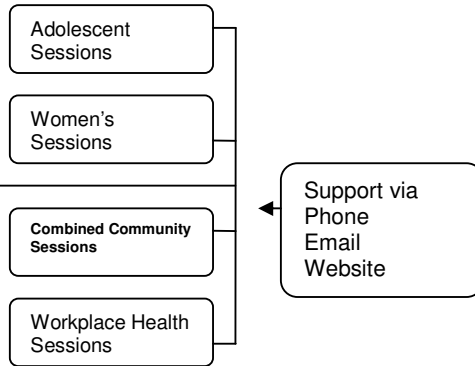 Adolescent
Sessions
Women’s
Sessions
Combined Community
Sessions
Workplace Health
Sessions
Support via
Phone
Email
Website